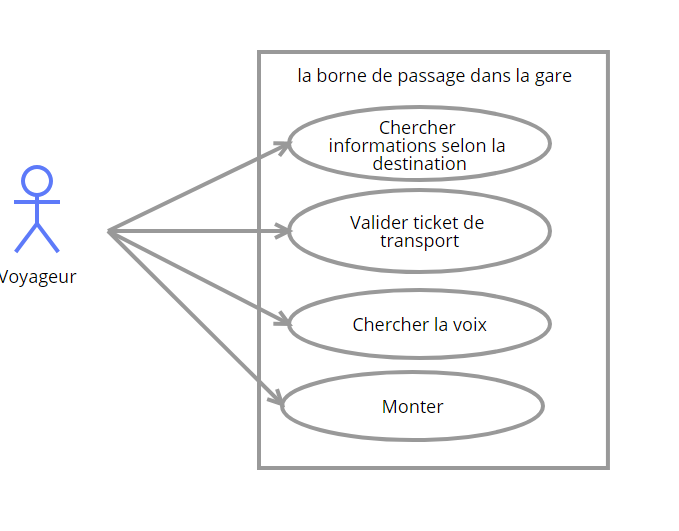 la borne de passage dans la gare
Chercher
informations selon la
destination
Valider ticket de
transport
Voyageur
Chercher la voix
Monter